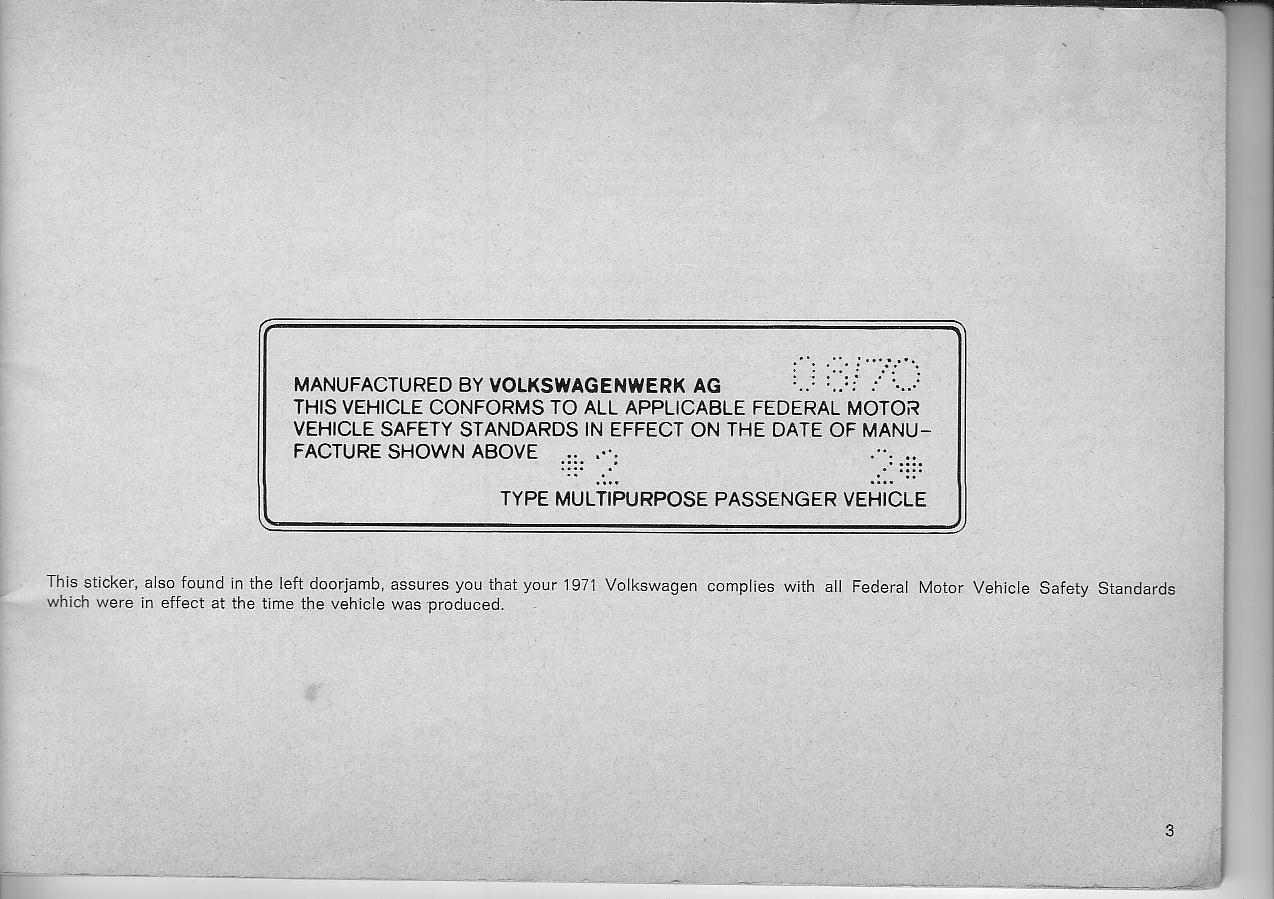 08/70
MANUFACTURED BY VOLKSWAGENWERK AG
THIS VEHICLE CONFORMS TO ALL APPLICABLE FEDERAL MOTOR
VEHICLE SAFETY STANDARDS IN EFFECT ON THE DATE OF MANU–
FACTURE SHOWN ABOVE
2 2
TYPE MULTIPURPOSE PASSENGER VEHICLE
This sticker, also found in the left doorjamb, assures you that your 1971 Volkswagen complies with all Federal Motor Vehicle Safety Standards
which were in effect at the time the vehicle was produced.
3